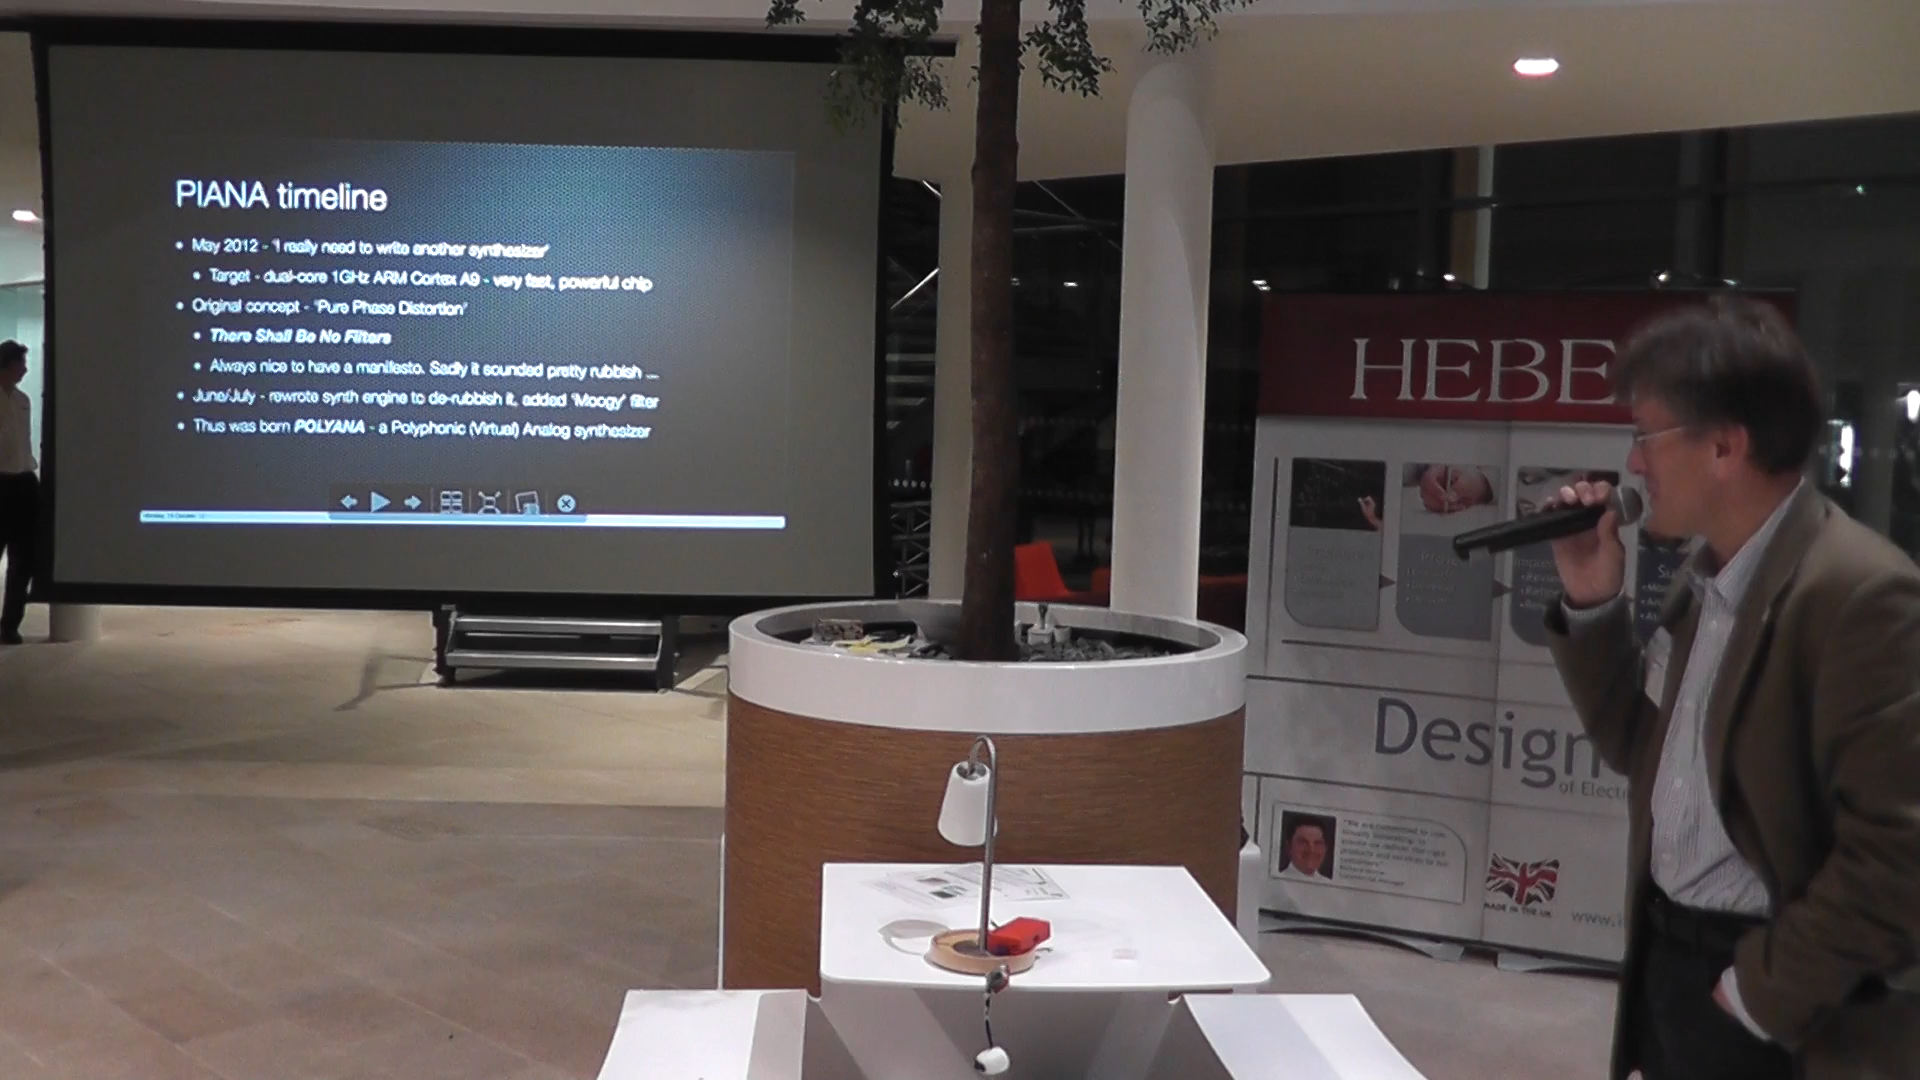 PIANA timeline
• May 2012 - 'I really need to write another synthesizer'
• Target - dual-core 1GHz ARM Cortex A9 - very fast, powerful chip
• Original concept - 'Pure Phase Distortion'
• There Shall Be No Filters
• Always nice to have a manifesto. Sadly it sounded pretty rubbish ...
• June/July - rewrote synth engine to de-rubbish it, added 'Moogy' filter
• Thus was born POLYANA - a Polyphonic (Virtual) Analog synthesizer
HEBE
Su
Design
of Electr
MADE IN THE UK
www.